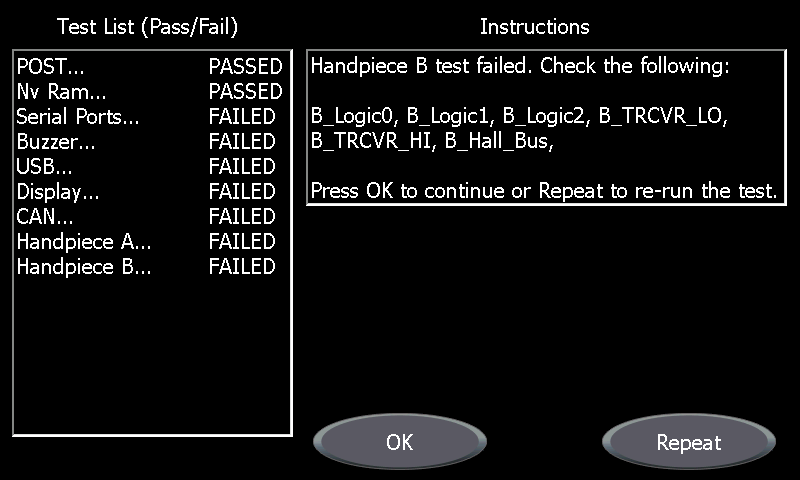 Test List (Pass/Fail)
POST... PASSED
Nv Ram... PASSED
Serial Ports... FAILED
Buzzer... FAILED
USB... FAILED
Display... FAILED
CAN... FAILED
Handpiece A... FAILED
Handpiece B... FAILED
Instructions
Handpiece B test failed. Check the following:
B_Logic0, B_Logic1, B_Logic2, B_TRCVR_LO,
B_TRCVR_HI, B_Hall_Bus,
Press OK to continue or Repeat to re-run the test.
OK
Repeat